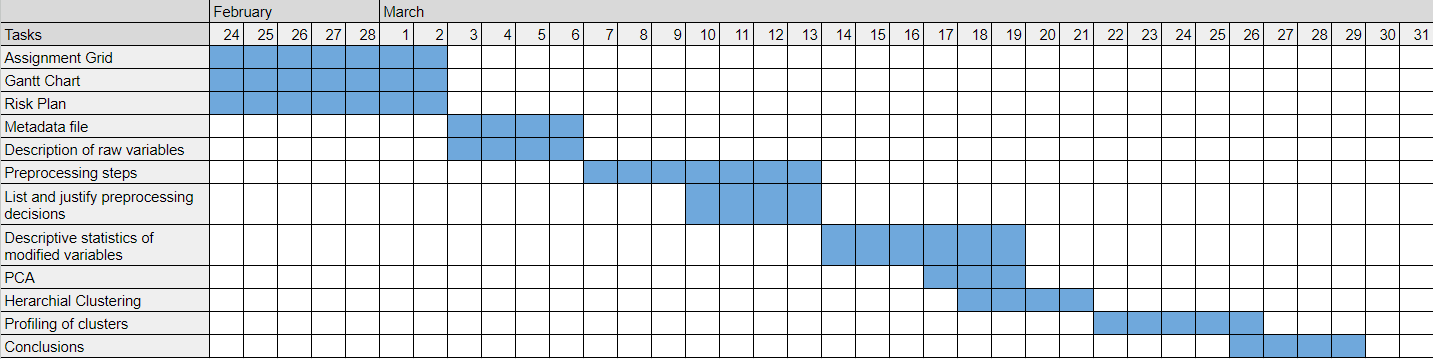 February March
Tasks 24 25 26 27 28 1 2 3 4 5 6 7 8 9 10 11 12 13 14 15 16 17 18 19 20 21 22 23 24 25 26 27 28 29 30 31
Assignment Grid
Gantt Chart
Risk Plan
Metadata file
Description of raw variables
Preprocessing steps
List and justify preprocessing
decisions
Descriptive statistics of
modified variables
PCA
Herarchial Clustering
Profiling of clusters
Conclusions